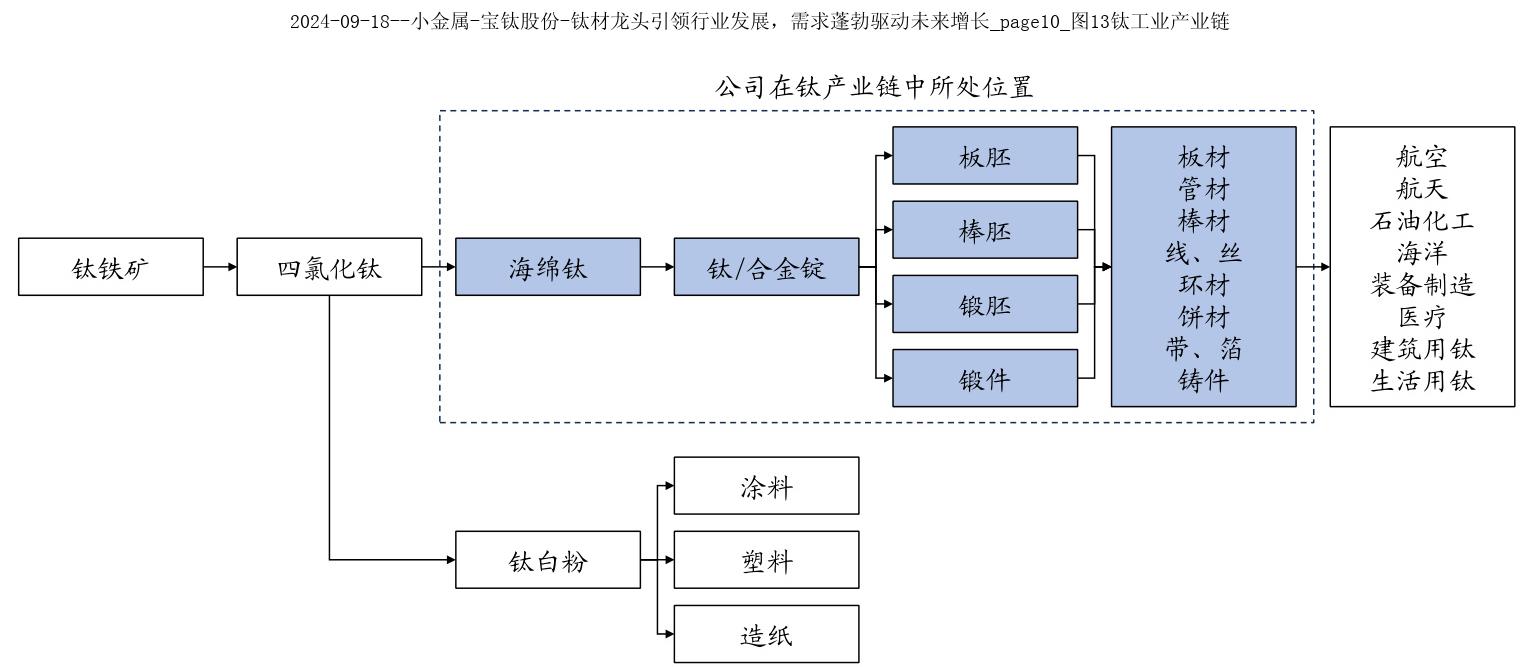 2024-09-18--小金属-宝钛股份-钛材龙头引领行业发展，需求蓬勃驱动未来增长_page10_图13钛工业产业链
公司在钛产业链中所处位置
钛铁矿
四氯化钛
海绵钛
钛/合金锭
板胚
棒胚
锻胚
锻件
板材
管材
棒材
线、丝
环材
饼材
带、箔
铸件
航空
航天
石油化工
海洋
装备制造
医疗
建筑用钛
生活用钛
钛白粉
涂料
塑料
造纸